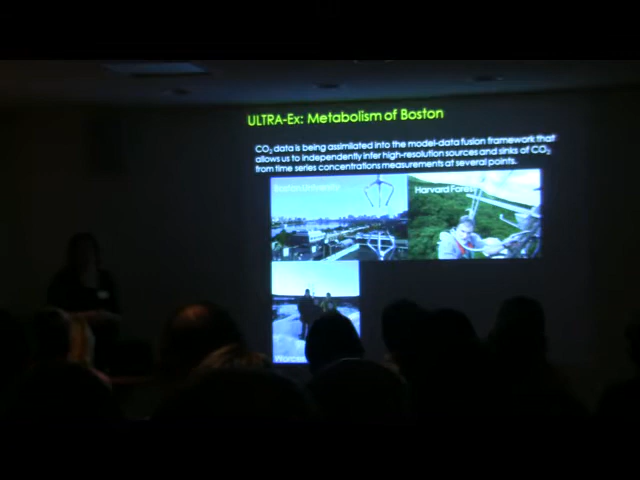 ULTRA-Ex: Metabolism of Boston
CO2 data is being assimilated into the model-data fusion framework that
allows us to independently infer high-resolution sources and sinks of CO2
from time series concentrations measurements at several points.
Boston University
Harvard Forest